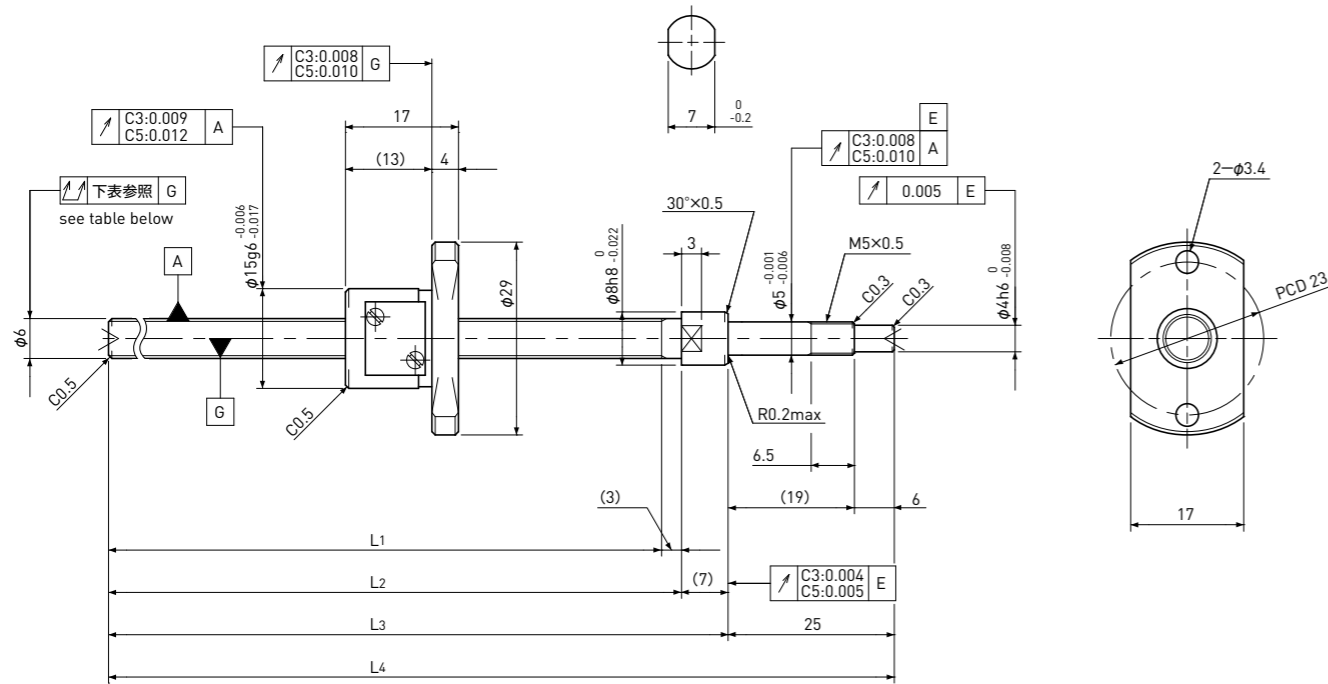 C3:0.008
C5:0.010
G
C3:0.009
C5:0.012
A
17
(13)
4
下表参照
G
see table below
7
0
-0.2
E
C3:0.008
C5:0.010
A
0.005
E
2-φ3.4
30°×0.5
3
M5×0.5
C0.3
C0.3
φ6
A
G
C0.5
C0.5
φ15g6
-0.006
-0.017
φ29
φ8h8
0
-0.022
φ5
-0.001
-0.006
φ4h6
0
-0.008
PCD 23
R0.2max
6.5
(3)
(19)
6
17
L1
L2
(7)
C3:0.004
C5:0.005
E
L3
25
L4